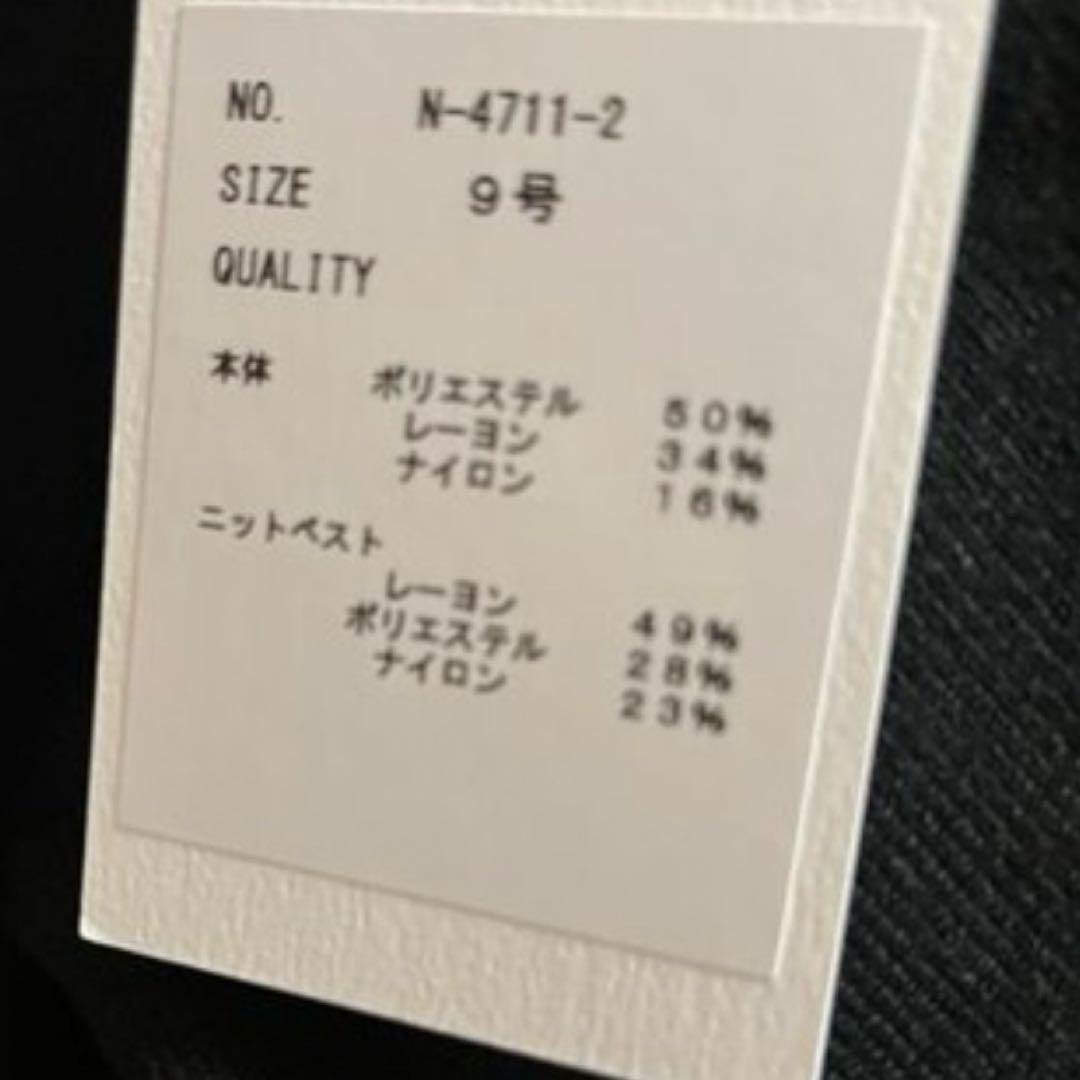 NO. N-4711-2
SIZE 9号
QUALITY
本体 ポリエステル 50%
レーヨン 34%
ナイロン 16%
ニットベスト
レーヨン 49%
ポリエステル 28%
ナイロン 23%